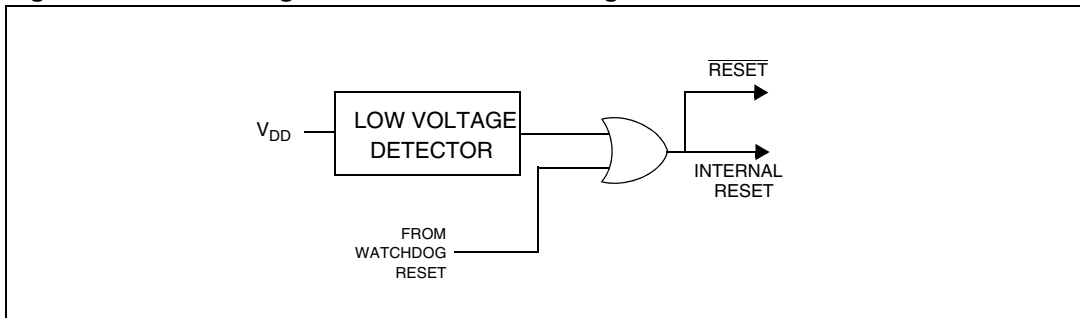 RESET
V_DD
LOW VOLTAGE
DETECTOR
INTERNAL
RESET
FROM
WATCHDOG
RESET